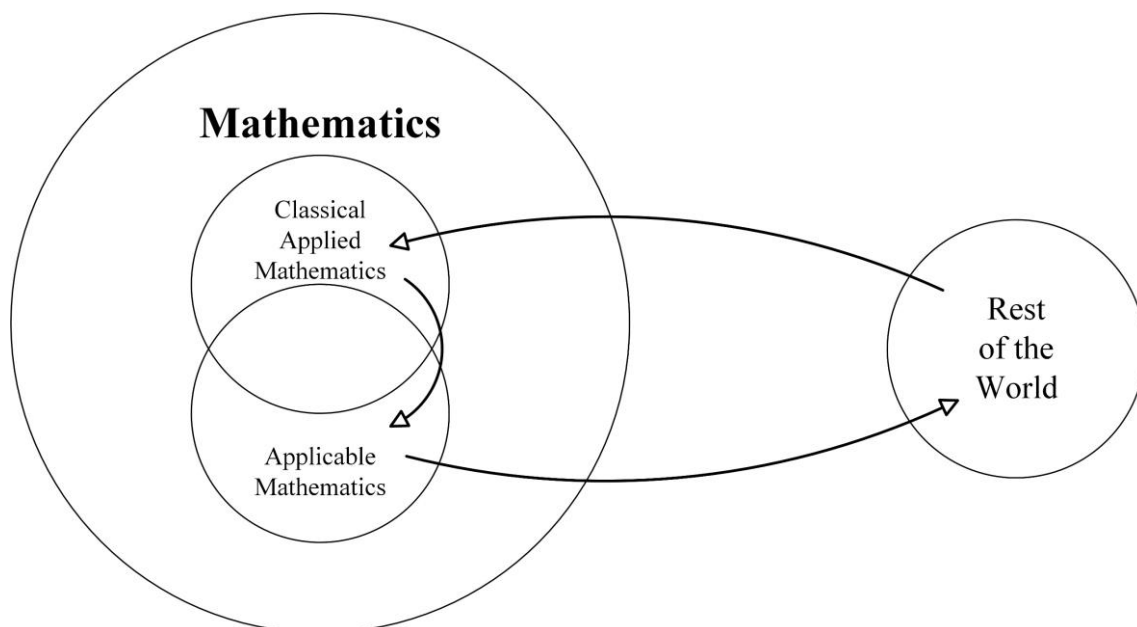 Mathematics
Classical
Applied
Mathematics
Applicable
Mathematics
Rest
of the
World